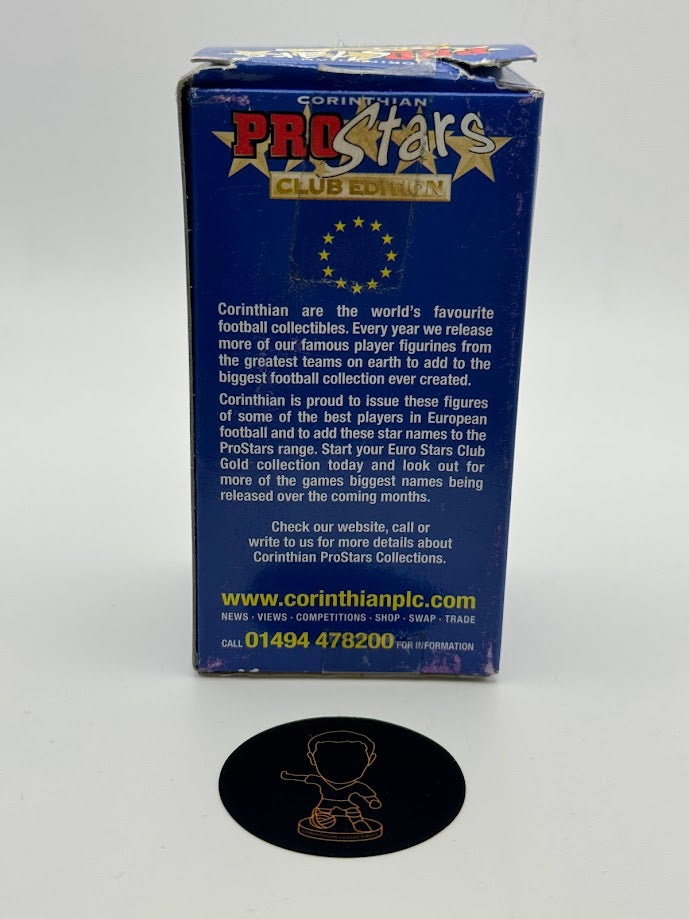 CORINTHIAN
PROStars
CLUB EDITION
Corinthian are the world's favourite
football collectibles. Every year we release
more of our famous player figurines from
the greatest teams on earth to add to the
biggest football collection ever created.
Corinthian is proud to issue these figures
of some of the best players in European
football and to add these star names to the
ProStars range. Start your Euro Stars Club
Gold collection today and look out for
more of the games biggest names being
released over the coming months.
Check our website, call or
write to us for more details about
Corinthian ProStars Collections.
www.corinthianplc.com
NEWS - VIEWS - COMPETITIONS - SHOP - SWAP - TRADE
CALL 01494 478200 FOR INFORMATION